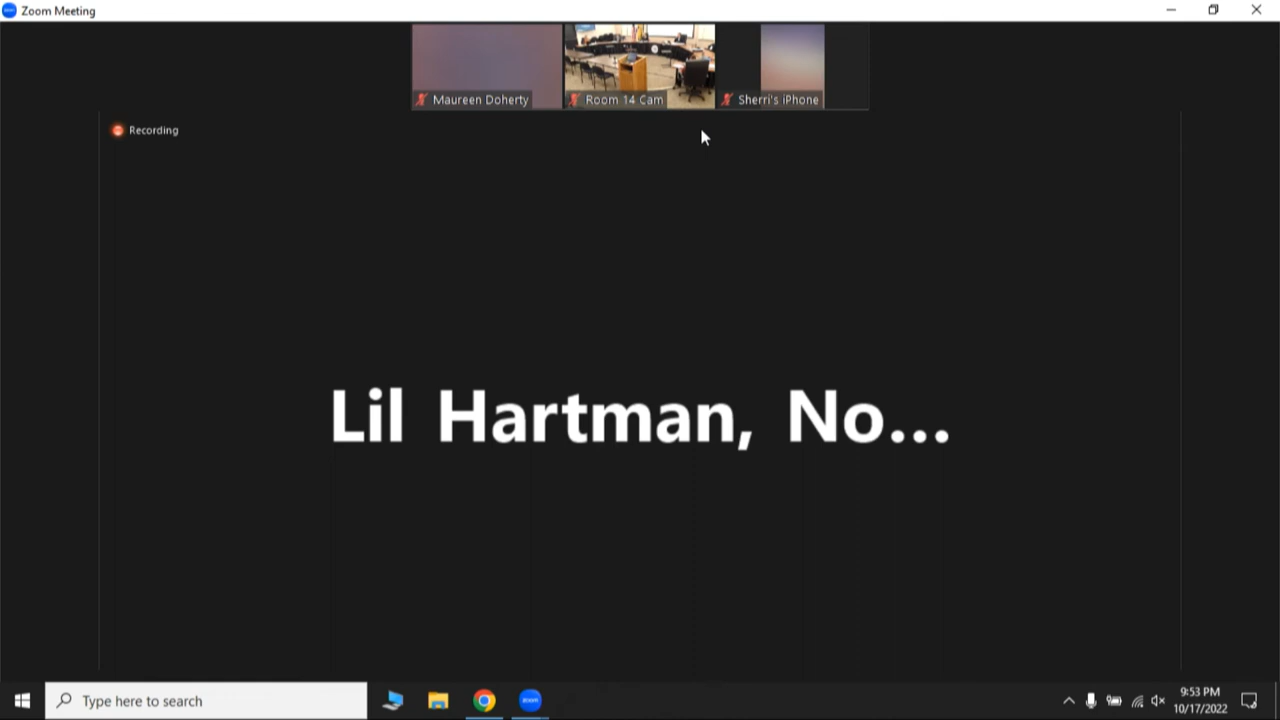 Zoom Meeting
Maureen Doherty
Room 14 Cam
Sherri's iPhone
Recording
Lil Hartman, No...
Type here to search
zoom
9:53 PM
10/17/2022